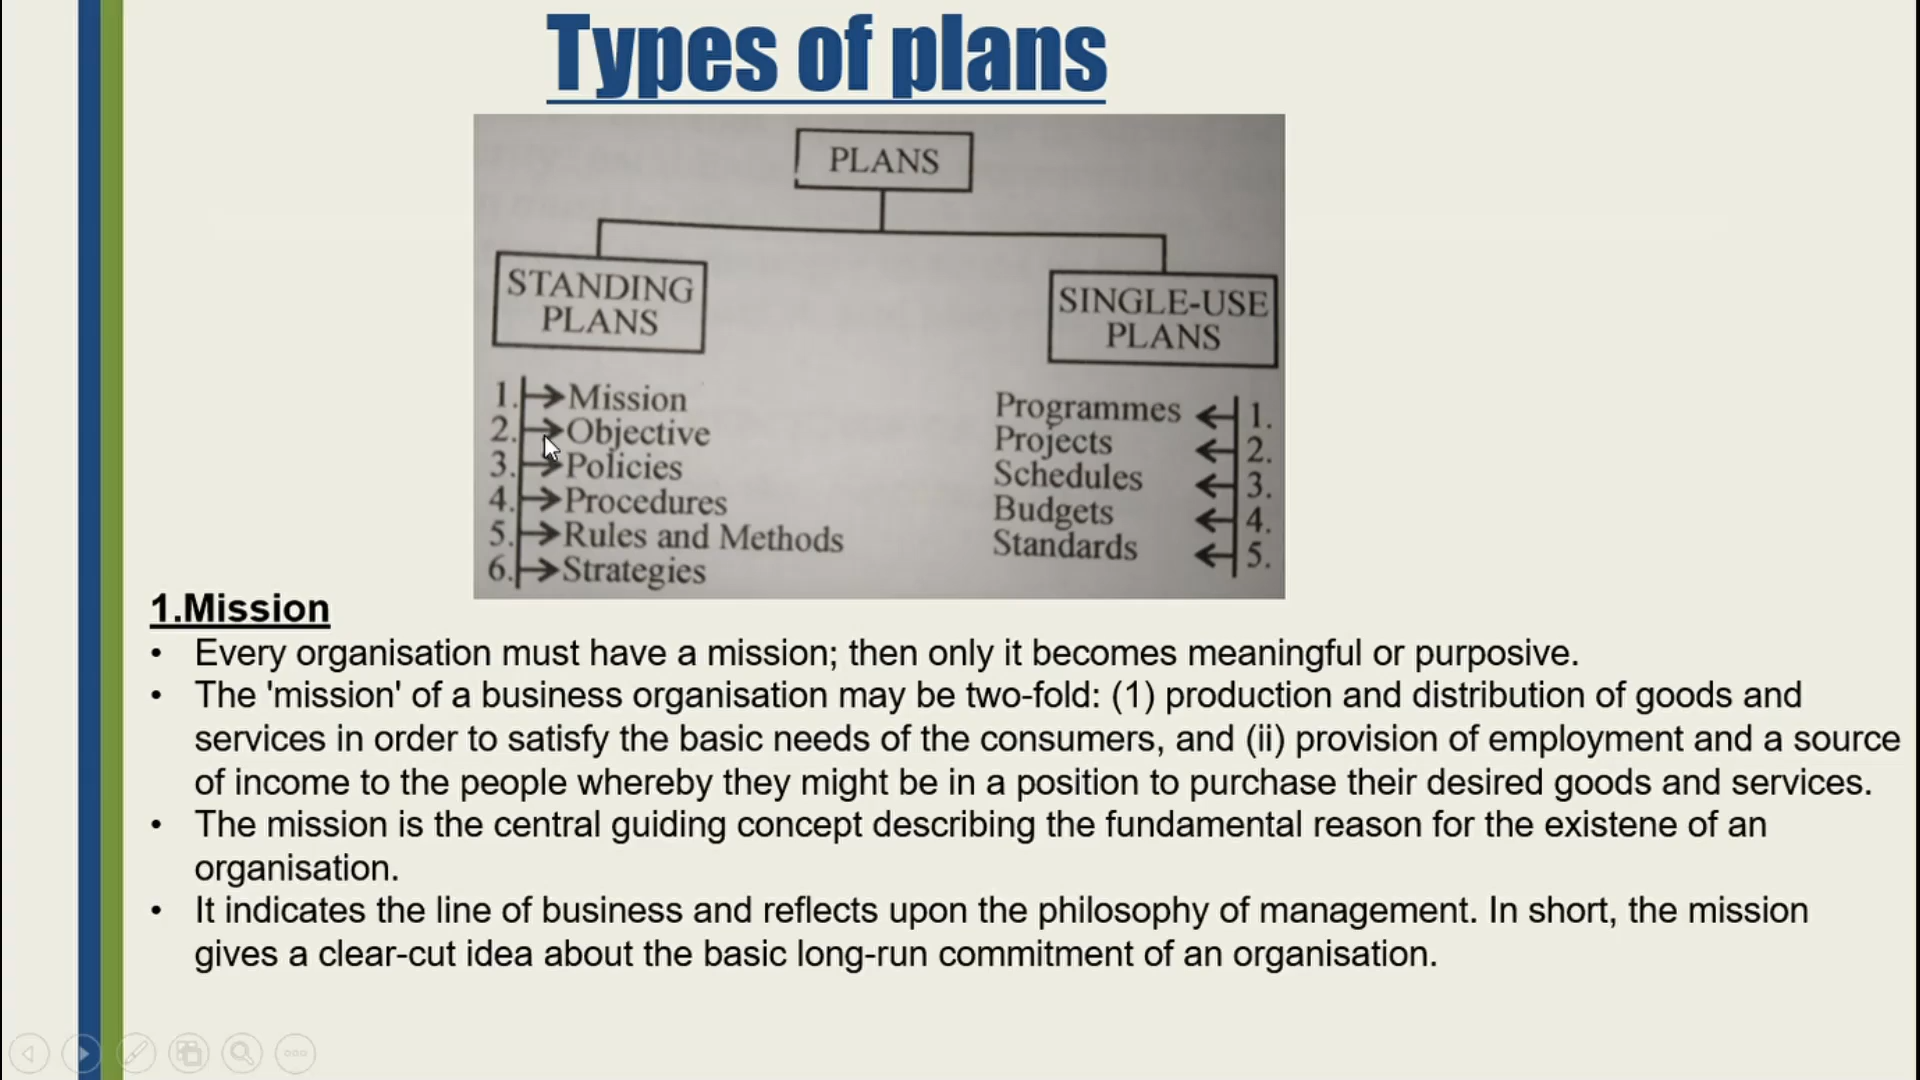 Types of plans
PLANS
STANDING
PLANS
SINGLE-USE
PLANS
1. Mission
2. Objective
3. Policies
4. Procedures
5. Rules and Methods
6. Strategies
Programmes 1.
Projects 2.
Schedules 3.
Budgets 4.
Standards 5.
1.Mission
• Every organisation must have a mission; then only it becomes meaningful or purposive.
• The 'mission' of a business organisation may be two-fold: (1) production and distribution of goods and
services in order to satisfy the basic needs of the consumers, and (ii) provision of employment and a source
of income to the people whereby they might be in a position to purchase their desired goods and services.
• The mission is the central guiding concept describing the fundamental reason for the existene of an
organisation.
• It indicates the line of business and reflects upon the philosophy of management. In short, the mission
gives a clear-cut idea about the basic long-run commitment of an organisation.